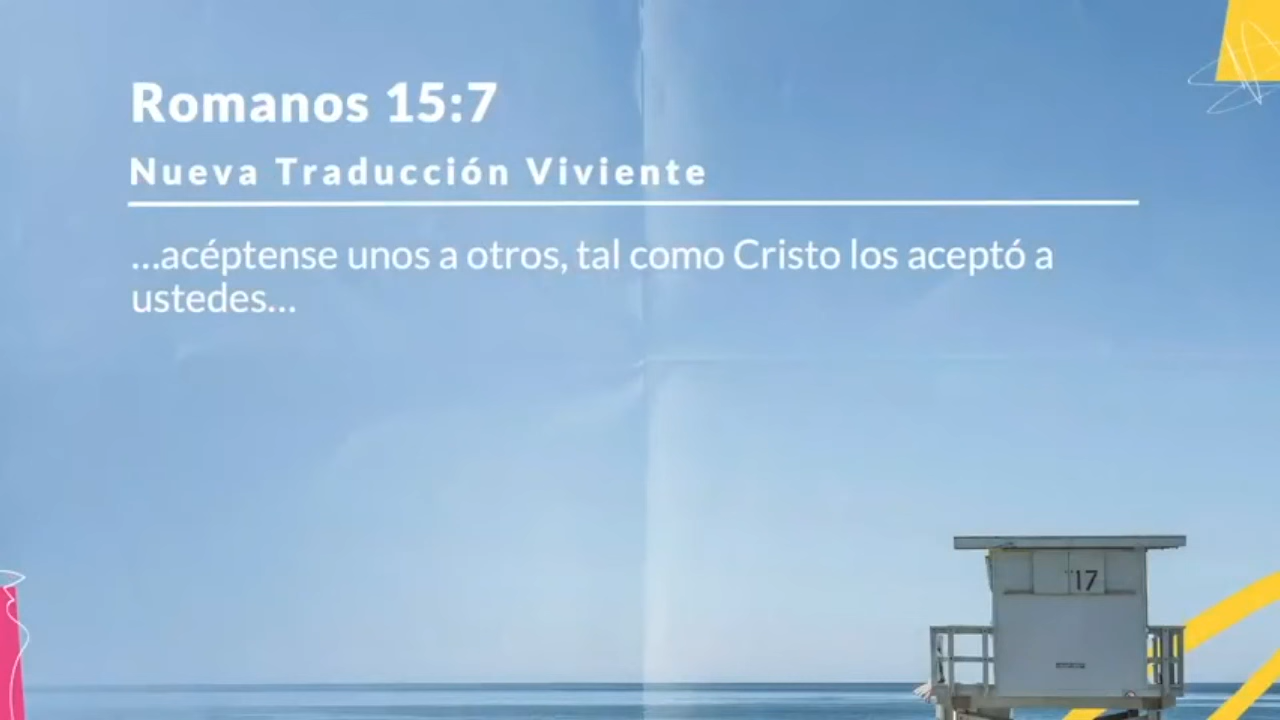 Romanos 15:7
Nueva Traducción Viviente
...acéptense unos a otros, tal como Cristo los aceptó a
ustedes...
17